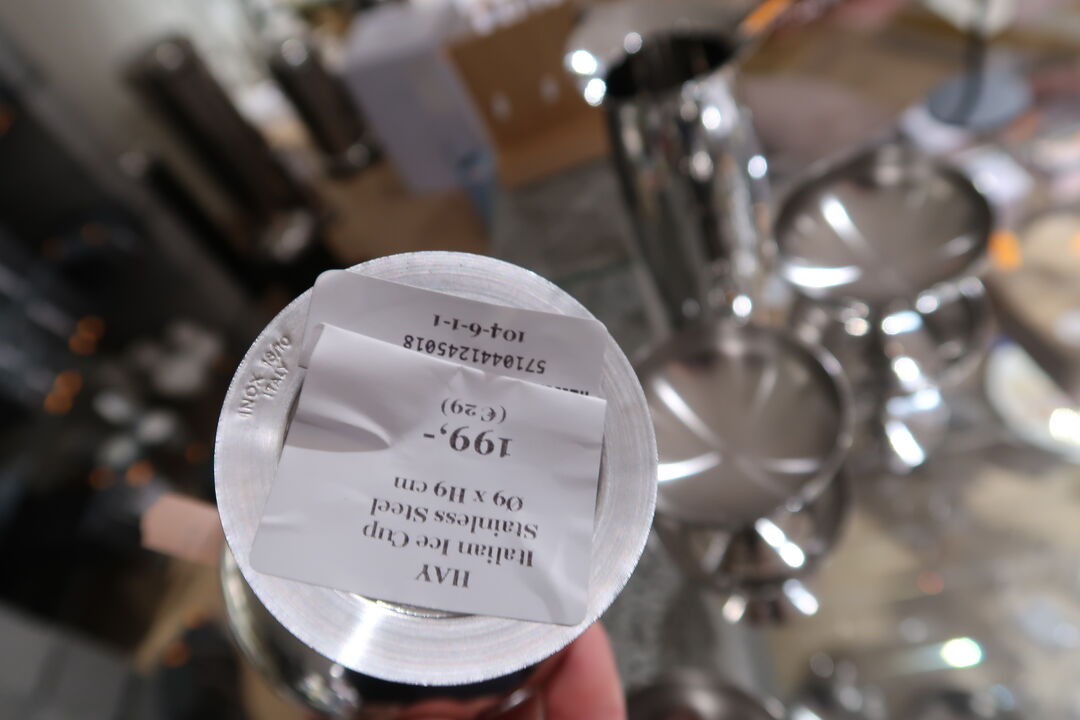 HAY
Italian Ice Cup
Stainless Steel
Ø9 x H9 cm
199,-
(€ 29)
5710441245018
104-6-1-1
INOX 18/10
ITALY